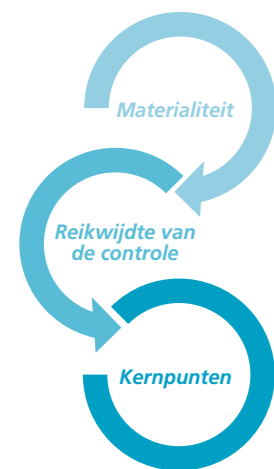 Materialiteit
Reikwijdte van
de controle
Kernpunten